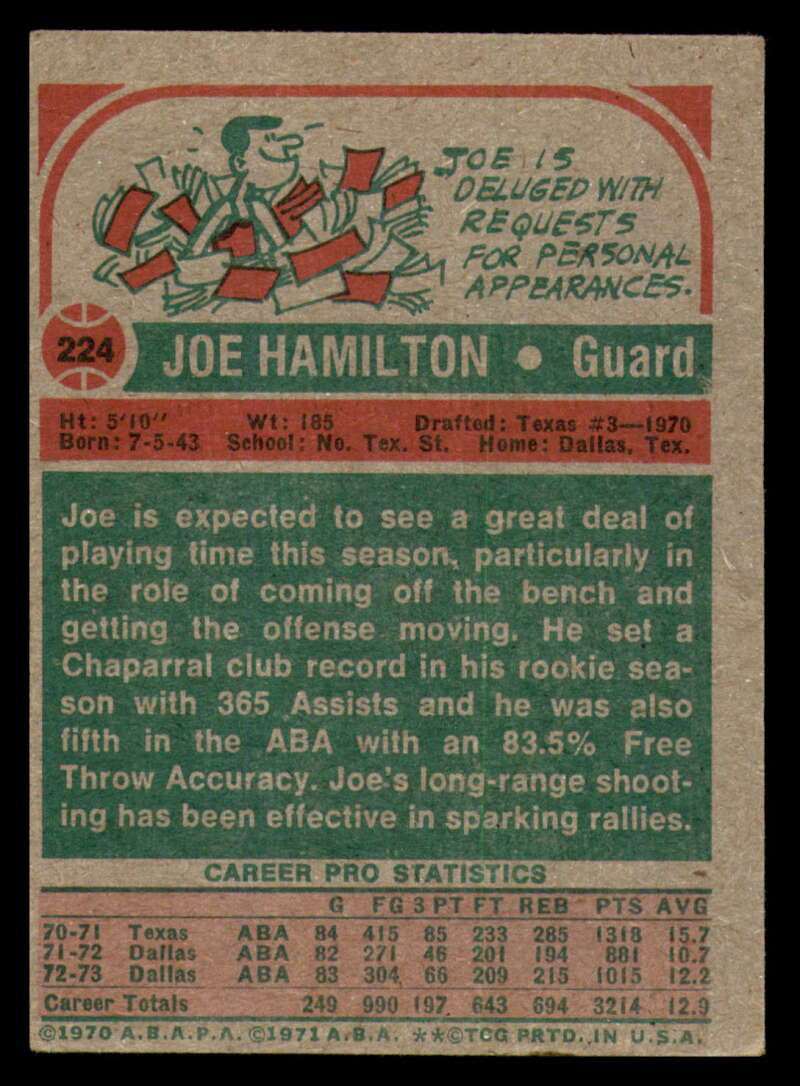 JOE IS
DELUGED WITH
REQUESTS
FOR PERSONAL
APPEARANCES.
224 JOE HAMILTON • Guard
Ht: 5'10" Wt: 185 Drafted: Texas #3—1970
Born: 7-5-43 School: No. Tex. St. Home: Dallas, Tex.
Joe is expected to see a great deal of
playing time this season, particularly in
the role of coming off the bench and
getting the offense moving. He set a
Chaparral club record in his rookie sea-
son with 365 Assists and he was also
fifth in the ABA with an 83.5% Free
Throw Accuracy. Joe's long-range shoot-
ing has been effective in sparking rallies.
CAREER PRO STATISTICS
G FG 3 PT FT REB PTS AVG
70-71 Texas ABA 84 415 85 233 285 1318 15.7
71-72 Dallas ABA 82 271 46 201 194 881 10.7
72-73 Dallas ABA 83 304 66 209 215 1015 12.2
Career Totals 249 990 197 643 694 3214 12.9
©1970 A.B.A.P.A. ©1971 A.B.A. **©TCG PRTD. IN U.S.A.